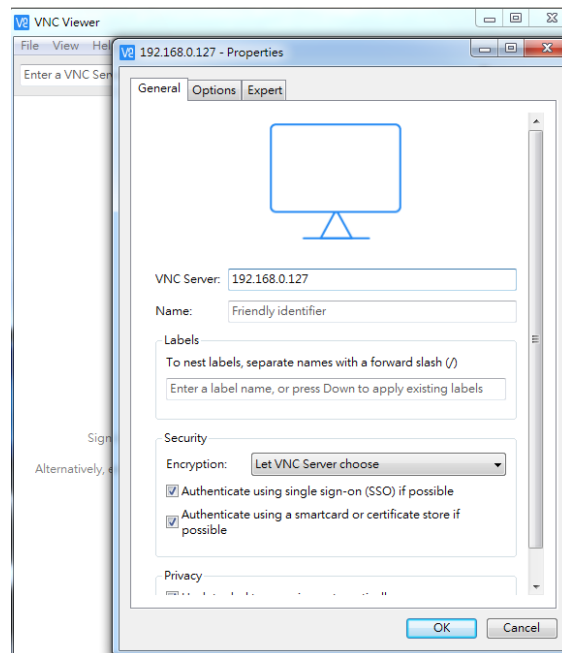 VNC Viewer
File View Hel
192.168.0.127 - Properties
Enter a VNC Ser
General Options Expert
VNC Server: 192.168.0.127
Name: Friendly identifier
Labels
To nest labels, separate names with a forward slash (/)
Enter a label name, or press Down to apply existing labels
Sign
Alternatively, e
Security
Encryption: Let VNC Server choose
Authenticate using single sign-on (SSO) if possible
Authenticate using a smartcard or certificate store if
possible
Privacy
OK Cancel